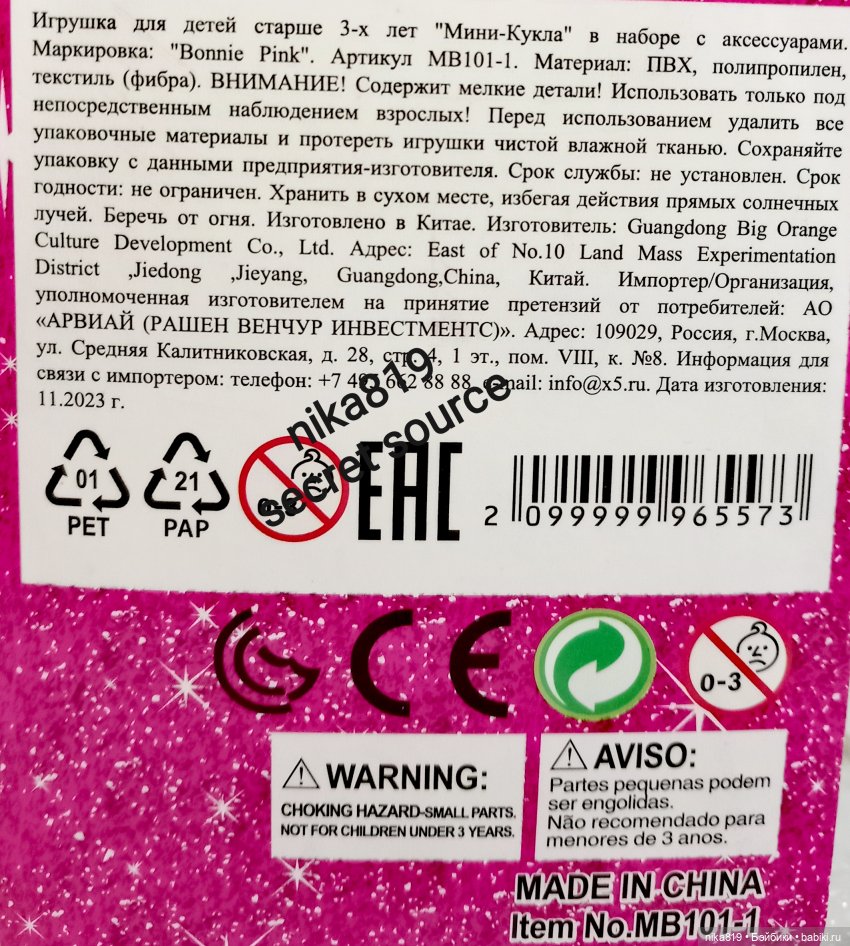 Игрушка для детей старше 3-х лет "Мини-Кукла" в наборе с аксессуарами.
Маркировка: "Bonnie Pink". Артикул MB101-1. Материал: ПВХ, полипропилен,
текстиль (фибра). ВНИМАНИЕ! Содержит мелкие детали! Использовать только под
непосредственным наблюдением взрослых! Перед использованием удалить все
упаковочные материалы и протереть игрушки чистой влажной тканью. Сохраняйте
упаковку с данными предприятия-изготовителя. Срок службы: не установлен. Срок
годности: не ограничен. Хранить в сухом месте, избегая действия прямых солнечных
лучей. Беречь от огня. Изготовлено в Китае. Изготовитель: Guangdong Big Orange
Culture Development Co., Ltd. Адрес: East of No.10 Land Mass Experimentation
District ,Jiedong ,Jieyang, Guangdong,China, Китай. Импортер/Организация,
уполномоченная изготовителем на принятие претензий от потребителей: АО
«АРВИАЙ (РАШЕН ВЕНЧУР ИНВЕСТМЕНТС)». Адрес: 109029, Россия, г.Москва,
ул. Средняя Калитниковская, д. 28, стр. 4, 1 эт., пом. VIII, к. №8. Информация для
связи с импортером: телефон: +7 495 662 88 88, e-mail: info@x5.ru. Дата изготовления:
11.2023 г.
nika819
secret source
01
PET
21
PAP
EAC
2 099999 965573
CE
0-3
WARNING:
CHOKING HAZARD-SMALL PARTS.
NOT FOR CHILDREN UNDER 3 YEARS.
AVISO:
Partes pequenas podem
ser engolidas.
Não recomendado para
menores de 3 anos.
MADE IN CHINA
Item No.MB101-1
nika819 • Бэйбики • babiki.ru